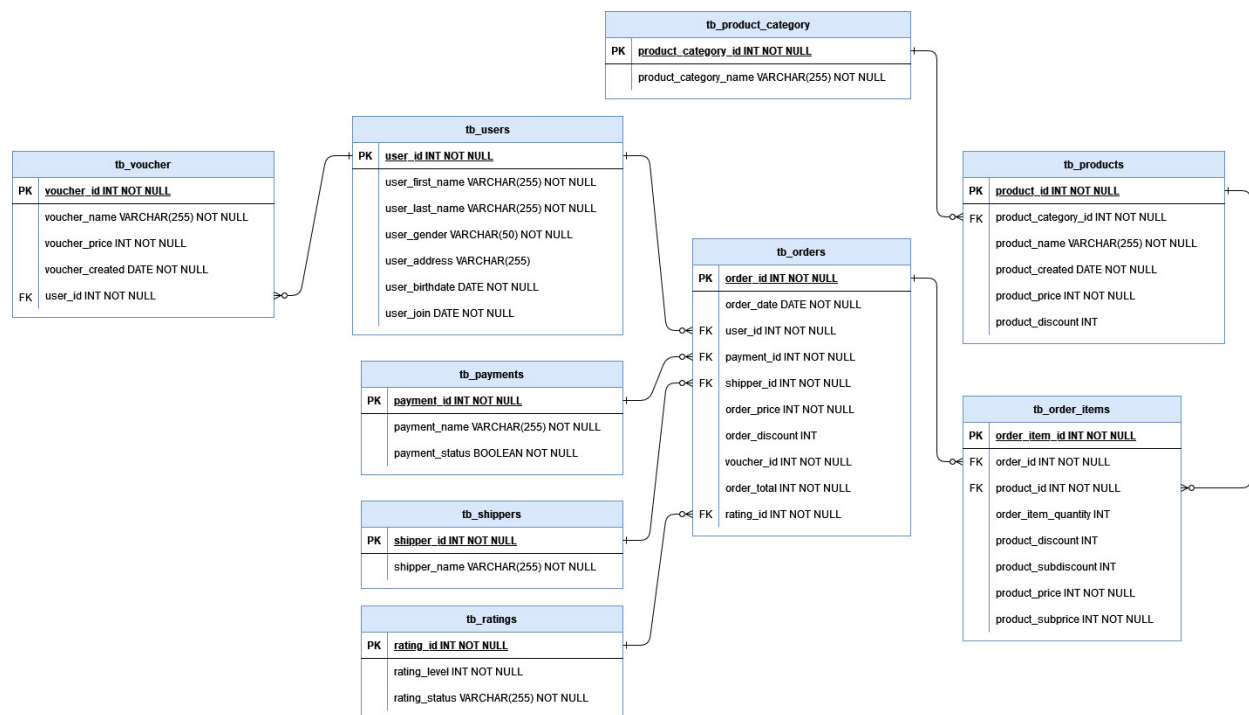 tb_product_category
PK product_category_id INT NOT NULL
product_category_name VARCHAR(255) NOT NULL
tb_users
PK user_id INT NOT NULL
user_first_name VARCHAR(255) NOT NULL
user_last_name VARCHAR(255) NOT NULL
user_gender VARCHAR(50) NOT NULL
user_address VARCHAR(255)
user_birthdate DATE NOT NULL
user_join DATE NOT NULL
tb_voucher
PK voucher_id INT NOT NULL
voucher_name VARCHAR(255) NOT NULL
voucher_price INT NOT NULL
voucher_created DATE NOT NULL
FK user_id INT NOT NULL
tb_products
PK product_id INT NOT NULL
FK product_category_id INT NOT NULL
product_name VARCHAR(255) NOT NULL
product_created DATE NOT NULL
product_price INT NOT NULL
product_discount INT
tb_orders
PK order_id INT NOT NULL
order_date DATE NOT NULL
FK user_id INT NOT NULL
FK payment_id INT NOT NULL
FK shipper_id INT NOT NULL
order_price INT NOT NULL
order_discount INT
voucher_id INT NOT NULL
order_total INT NOT NULL
FK rating_id INT NOT NULL
tb_payments
PK payment_id INT NOT NULL
payment_name VARCHAR(255) NOT NULL
payment_status BOOLEAN NOT NULL
tb_order_items
PK order_item_id INT NOT NULL
FK order_id INT NOT NULL
FK product_id INT NOT NULL
order_item_quantity INT
product_discount INT
product_subdiscount INT
product_price INT NOT NULL
product_subprice INT NOT NULL
tb_shippers
PK shipper_id INT NOT NULL
shipper_name VARCHAR(255) NOT NULL
tb_ratings
PK rating_id INT NOT NULL
rating_level INT NOT NULL
rating_status VARCHAR(255) NOT NULL